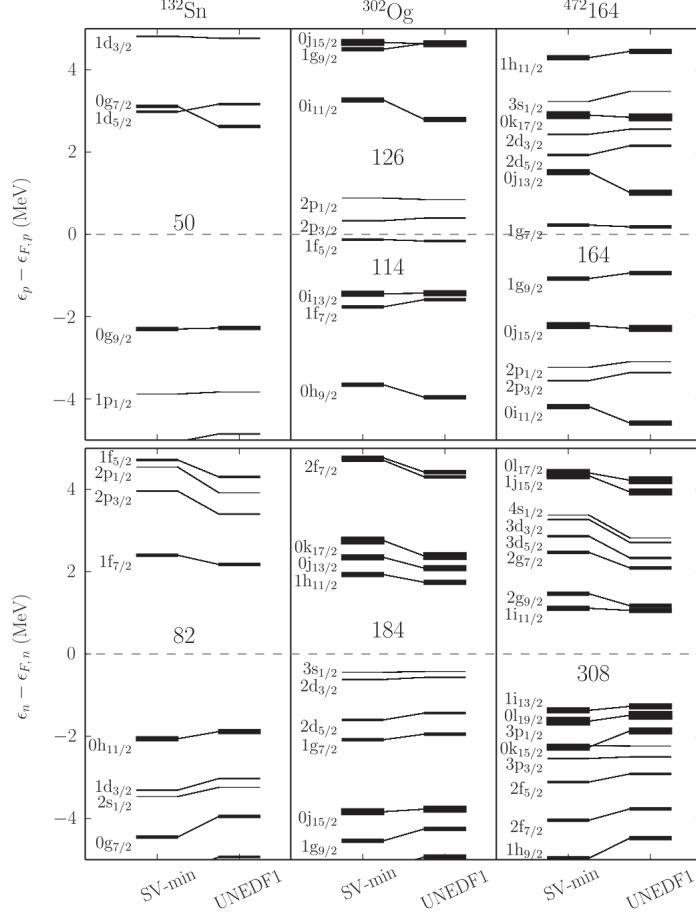 ¹³²Sn
³⁰²Og
⁴⁷²164
4
2
0
−2
−4
ϵₚ − ϵ_{F,p} (MeV)
1d₃/₂
0g₇/₂
1d₅/₂
50
0g₉/₂
1p₁/₂
0j₁₅/₂
1g₉/₂
0i₁₁/₂
126
2p₁/₂
2p₃/₂
1f₅/₂
114
0i₁₃/₂
1f₇/₂
0h₉/₂
1h₁₁/₂
3s₁/₂
0k₁₇/₂
2d₃/₂
2d₅/₂
0j₁₃/₂
1g₇/₂
164
1g₉/₂
0j₁₅/₂
2p₁/₂
2p₃/₂
0i₁₁/₂
4
2
0
−2
−4
ϵₙ − ϵ_{F,n} (MeV)
1f₅/₂
2p₁/₂
2p₃/₂
1f₇/₂
82
0h₁₁/₂
1d₃/₂
2s₁/₂
0g₇/₂
2f₇/₂
0k₁₇/₂
0j₁₃/₂
1h₁₁/₂
184
3s₁/₂
2d₃/₂
2d₅/₂
1g₇/₂
0j₁₅/₂
1g₉/₂
0l₁₇/₂
1j₁₅/₂
4s₁/₂
3d₃/₂
3d₅/₂
2g₇/₂
2g₉/₂
1i₁₁/₂
308
1i₁₃/₂
0l₁₉/₂
3p₁/₂
0k₁₅/₂
3p₃/₂
2f₅/₂
2f₇/₂
1h₉/₂
SV-min
UNEDF1
SV-min
UNEDF1
SV-min
UNEDF1